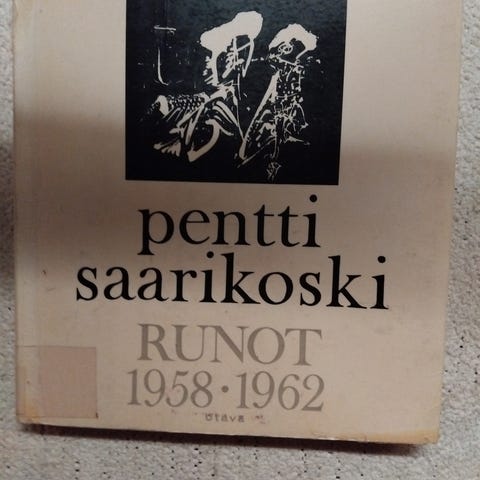 pentti
saarikoski
RUNOT
1958 · 1962
otava